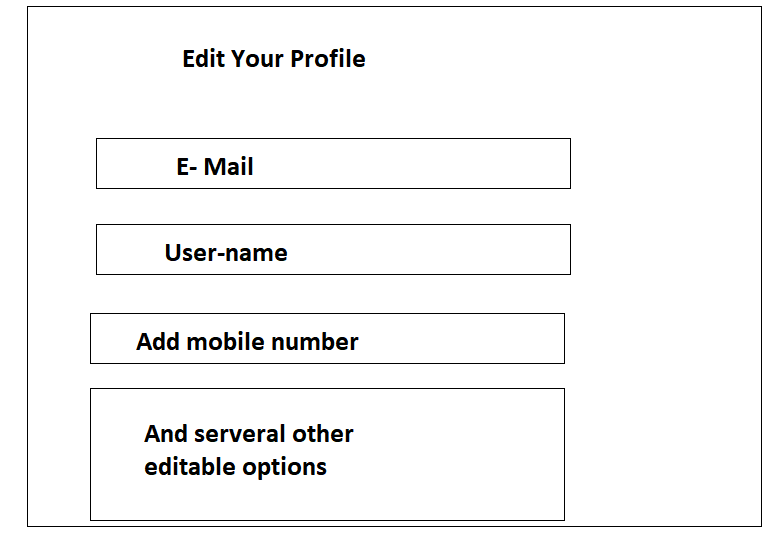 Edit Your Profile
E- Mail
User-name
Add mobile number
And serveral other
editable options